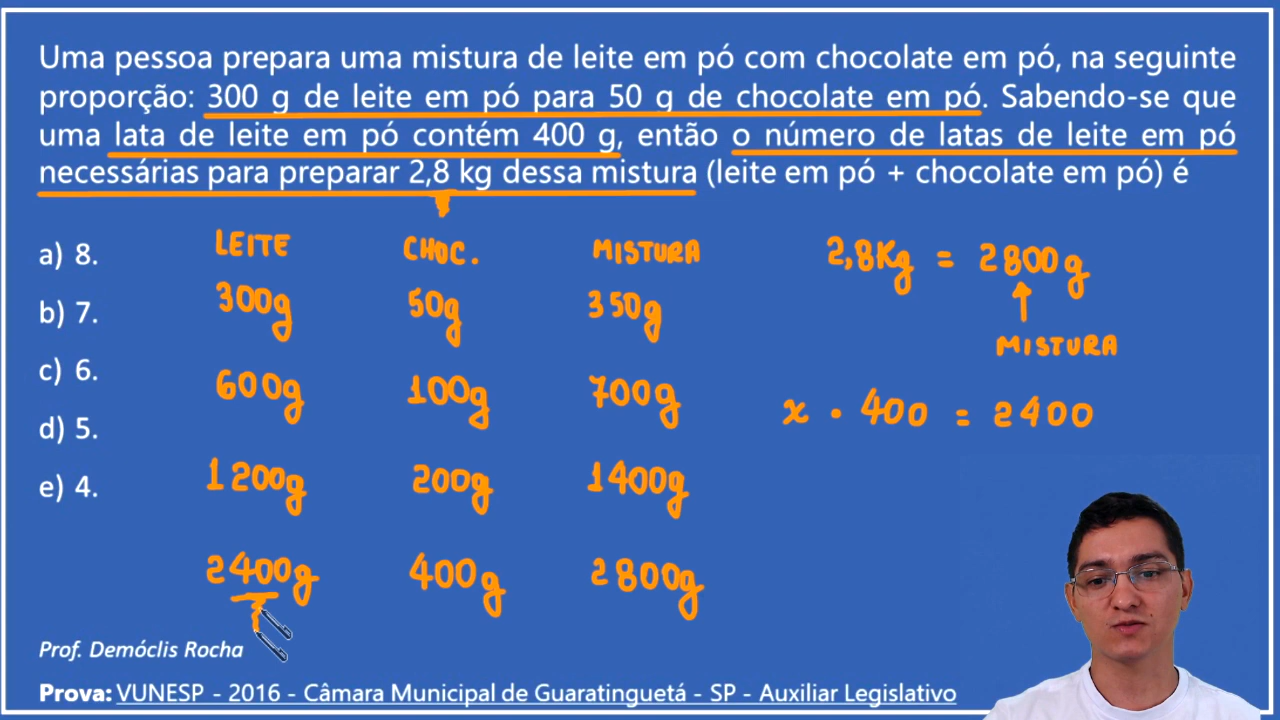 Uma pessoa prepara uma mistura de leite em pó com chocolate em pó, na seguinte
proporção: 300 g de leite em pó para 50 g de chocolate em pó. Sabendo-se que
uma lata de leite em pó contém 400 g, então o número de latas de leite em pó
necessárias para preparar 2,8 kg dessa mistura (leite em pó + chocolate em pó) é
a) 8.
b) 7.
c) 6.
d) 5.
e) 4.
LEITE CHOC. MISTURA
300g 50g 350g
600g 100g 700g
1200g 200g 1400g
2400g 400g 2800g
2,8Kg = 2800g
MISTURA
x . 400 = 2400
Prof. Demóclis Rocha
Prova: VUNESP - 2016 - Câmara Municipal de Guaratinguetá - SP - Auxiliar Legislativo